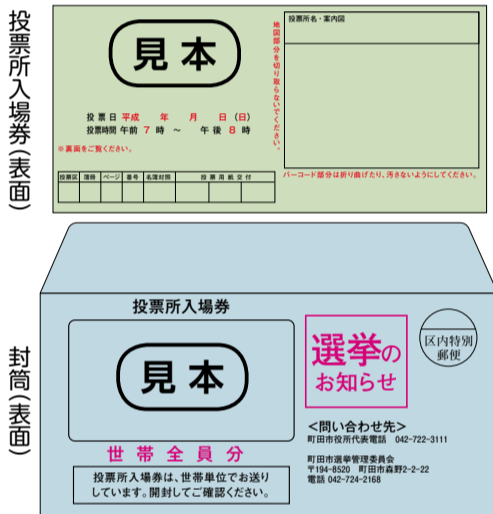 投票所入場券(表面)
見本
投票日 平成 年 月 日 (日)
投票時間 午前 7 時 ~ 午後 8 時
※裏面をご覧ください。
投票区 簿冊 ページ 番号 名簿対照 投票用紙交付
地図部分を切り取らないでください。
投票所名・案内図
バーコード部分は折り曲げたり、汚さないようにしてください。
封筒(表面)
投票所入場券
見本
世帯全員分
投票所入場券は、世帯単位でお送り
しています。開封してご確認ください。
選挙の
お知らせ
区内特別
郵便
<問い合わせ先>
町田市役所代表電話 042-722-3111
町田市選挙管理委員会
〒194-8520 町田市森野2-2-22
電話 042-724-2168